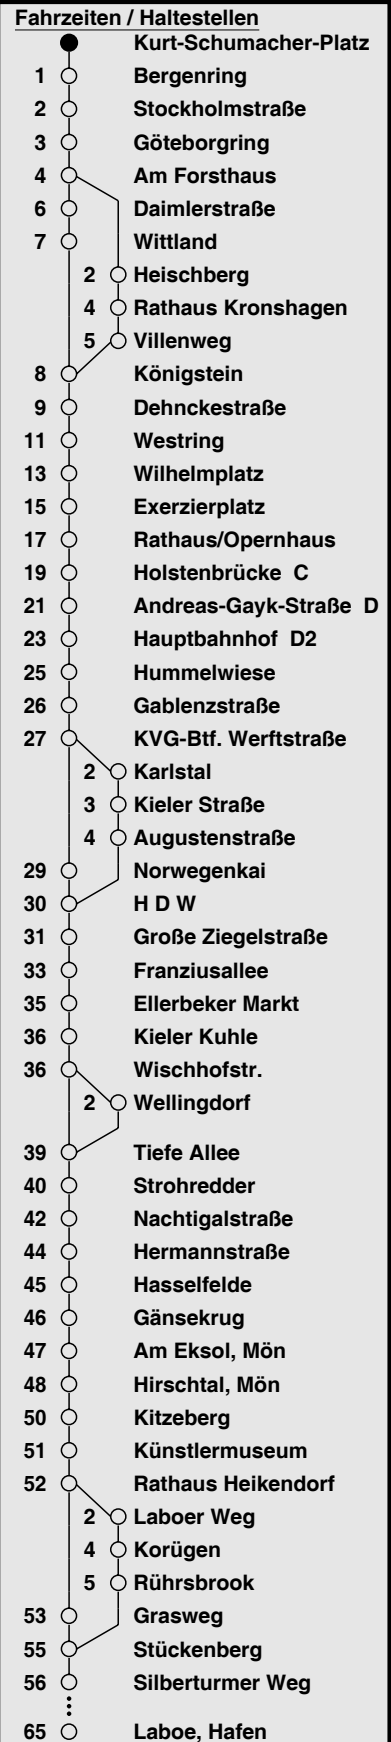 Fahrzeiten / Haltestellen
Kurt-Schumacher-Platz
1 Bergenring
2 Stockholmstraße
3 Göteborgring
4 Am Forsthaus
6 Daimlerstraße
7 Wittland
2 Heischberg
4 Rathaus Kronshagen
5 Villenweg
8 Königstein
9 Dehnckestraße
11 Westring
13 Wilhelmplatz
15 Exerzierplatz
17 Rathaus/Opernhaus
19 Holstenbrücke C
21 Andreas-Gayk-Straße D
23 Hauptbahnhof D2
25 Hummelwiese
26 Gablenzstraße
27 KVG-Btf. Werftstraße
2 Karlstal
3 Kieler Straße
4 Augustenstraße
29 Norwegenkai
30 H D W
31 Große Ziegelstraße
33 Franziusallee
35 Ellerbeker Markt
36 Kieler Kuhle
36 Wischhofstr.
2 Wellingdorf
39 Tiefe Allee
40 Strohredder
42 Nachtigalstraße
44 Hermannstraße
45 Hasselfelde
46 Gänsekrug
47 Am Eksol, Mön
48 Hirschtal, Mön
50 Kitzeberg
51 Künstlermuseum
52 Rathaus Heikendorf
2 Laboer Weg
4 Korügen
5 Rührsbrook
53 Grasweg
55 Stückenberg
56 Silberturmer Weg
65 Laboe, Hafen